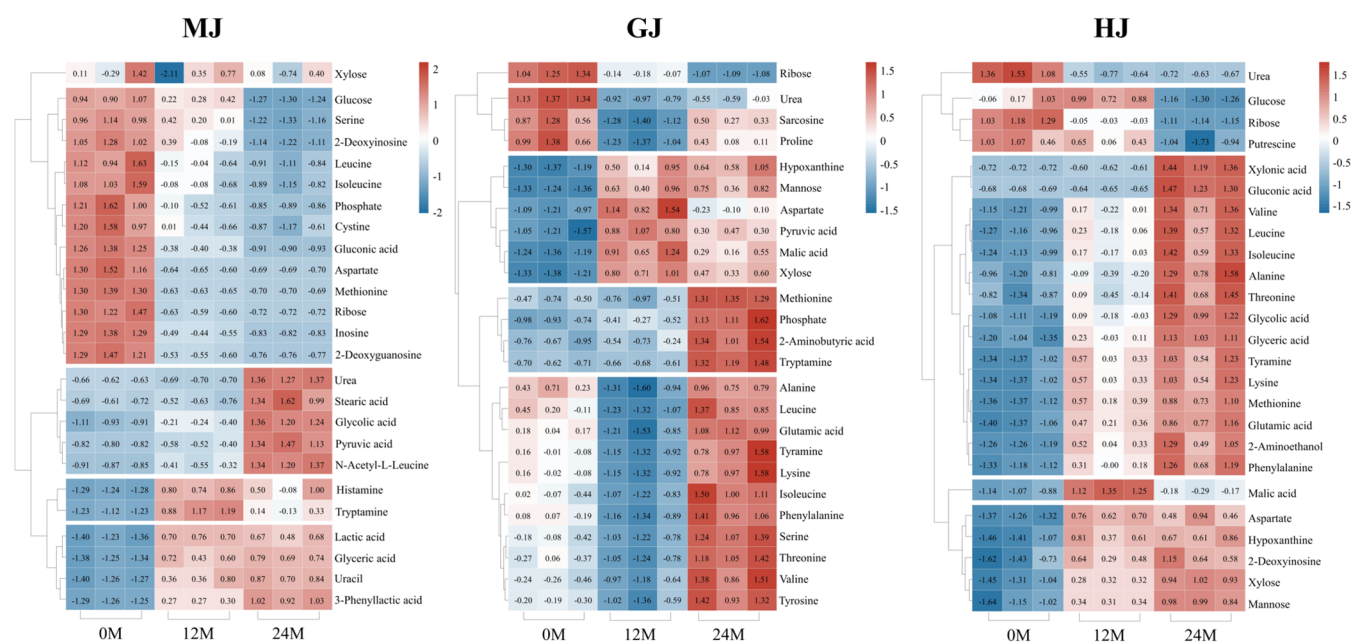 MJ
0.11 -0.29 1.42 -2.11 0.35 0.77 0.08 -0.74 0.40 Xylose
0.94 0.90 1.07 0.22 0.28 0.42 -1.27 -1.30 -1.24 Glucose
0.96 1.14 0.98 0.42 0.20 0.01 -1.22 -1.33 -1.16 Serine
1.05 1.28 1.02 0.39 -0.08 -0.19 -1.14 -1.22 -1.11 2-Deoxyinosine
1.12 0.94 1.63 -0.15 -0.04 -0.64 -0.91 -1.11 -0.84 Leucine
1.08 1.03 1.59 -0.08 -0.08 -0.68 -0.89 -1.15 -0.82 Isoleucine
1.21 1.62 1.00 -0.10 -0.52 -0.61 -0.85 -0.89 -0.86 Phosphate
1.20 1.58 0.97 0.01 -0.44 -0.66 -0.87 -1.17 -0.61 Cystine
1.26 1.38 1.25 -0.38 -0.40 -0.38 -0.91 -0.90 -0.93 Gluconic acid
1.30 1.52 1.16 -0.64 -0.65 -0.60 -0.69 -0.69 -0.70 Aspartate
1.30 1.39 1.30 -0.63 -0.63 -0.65 -0.70 -0.70 -0.69 Methionine
1.30 1.22 1.47 -0.63 -0.59 -0.60 -0.72 -0.72 -0.72 Ribose
1.29 1.38 1.29 -0.49 -0.44 -0.55 -0.83 -0.82 -0.83 Inosine
1.29 1.47 1.21 -0.53 -0.55 -0.60 -0.76 -0.76 -0.77 2-Deoxyguanosine
-0.66 -0.62 -0.63 -0.69 -0.70 -0.70 1.36 1.27 1.37 Urea
-0.69 -0.61 -0.72 -0.52 -0.63 -0.76 1.34 1.62 0.99 Stearic acid
-1.11 -0.93 -0.91 -0.21 -0.24 -0.40 1.36 1.20 1.24 Glycolic acid
-0.82 -0.80 -0.82 -0.58 -0.52 -0.40 1.34 1.47 1.13 Pyruvic acid
-0.91 -0.87 -0.85 -0.41 -0.55 -0.32 1.34 1.20 1.37 N-Acetyl-L-Leucine
-1.29 -1.24 -1.28 0.80 0.74 0.86 0.50 -0.08 1.00 Histamine
-1.23 -1.12 -1.23 0.88 1.17 1.19 0.14 -0.13 0.33 Tryptamine
-1.40 -1.23 -1.36 0.70 0.76 0.70 0.67 0.48 0.68 Lactic acid
-1.38 -1.25 -1.34 0.72 0.43 0.60 0.79 0.69 0.74 Glyceric acid
-1.40 -1.26 -1.27 0.36 0.36 0.80 0.87 0.70 0.84 Uracil
-1.29 -1.26 -1.25 0.27 0.27 0.30 1.02 0.92 1.03 3-Phenyllactic acid
0M 12M 24M
2
1
0
-1
-2
GJ
1.04 1.25 1.34 -0.14 -0.18 -0.07 -1.07 -1.09 -1.08 Ribose
1.13 1.37 1.34 -0.92 -0.97 -0.79 -0.55 -0.59 -0.03 Urea
0.87 1.28 0.56 -1.28 -1.40 -1.12 0.50 0.27 0.33 Sarcosine
0.99 1.38 0.66 -1.23 -1.37 -1.04 0.43 0.08 0.11 Proline
-1.30 -1.37 -1.19 0.50 0.14 0.95 0.64 0.58 1.05 Hypoxanthine
-1.33 -1.24 -1.36 0.63 0.40 0.96 0.75 0.36 0.82 Mannose
-1.09 -1.21 -0.97 1.14 0.82 1.54 -0.23 -0.10 0.10 Aspartate
-1.05 -1.21 -1.57 0.88 1.07 0.80 0.30 0.47 0.30 Pyruvic acid
-1.24 -1.36 -1.19 0.91 0.65 1.24 0.29 0.16 0.55 Malic acid
-1.33 -1.38 -1.21 0.80 0.71 1.01 0.47 0.33 0.60 Xylose
-0.47 -0.74 -0.50 -0.76 -0.97 -0.51 1.31 1.35 1.29 Methionine
-0.98 -0.93 -0.74 -0.41 -0.27 -0.52 1.13 1.11 1.62 Phosphate
-0.76 -0.67 -0.95 -0.54 -0.73 -0.24 1.34 1.01 1.54 2-Aminobutyric acid
-0.70 -0.62 -0.71 -0.66 -0.68 -0.61 1.32 1.19 1.48 Tryptamine
0.43 0.71 0.23 -1.31 -1.60 -0.94 0.96 0.75 0.79 Alanine
0.45 0.20 -0.11 -1.23 -1.32 -1.07 1.37 0.85 0.85 Leucine
0.18 0.04 0.17 -1.21 -1.53 -0.85 1.08 1.12 0.99 Glutamic acid
0.16 -0.01 -0.08 -1.15 -1.32 -0.92 0.78 0.97 1.58 Tyramine
0.16 -0.02 -0.08 -1.15 -1.32 -0.92 0.78 0.97 1.58 Lysine
0.02 -0.07 -0.44 -1.07 -1.22 -0.83 1.50 1.00 1.11 Isoleucine
0.08 0.07 -0.19 -1.16 -1.34 -0.89 1.41 0.96 1.06 Phenylalanine
-0.18 -0.08 -0.42 -1.03 -1.22 -0.78 1.24 1.07 1.39 Serine
-0.27 0.06 -0.37 -1.05 -1.24 -0.78 1.18 1.05 1.42 Threonine
-0.24 -0.26 -0.46 -0.97 -1.18 -0.64 1.38 0.86 1.51 Valine
-0.20 -0.19 -0.30 -1.02 -1.36 -0.59 1.42 0.93 1.32 Tyrosine
0M 12M 24M
1.5
1
0.5
0
-0.5
-1
-1.5
HJ
1.36 1.53 1.08 -0.55 -0.77 -0.64 -0.72 -0.63 -0.67 Urea
-0.06 0.17 1.03 0.99 0.72 0.88 -1.16 -1.30 -1.26 Glucose
1.03 1.18 1.29 -0.05 -0.03 -0.03 -1.11 -1.14 -1.15 Ribose
1.03 1.07 0.46 0.65 0.06 0.43 -1.04 -1.73 -0.94 Putrescine
-0.72 -0.72 -0.72 -0.60 -0.62 -0.61 1.44 1.19 1.36 Xylonic acid
-0.68 -0.68 -0.69 -0.64 -0.65 -0.65 1.47 1.23 1.30 Gluconic acid
-1.15 -1.21 -0.99 0.17 -0.22 0.01 1.34 0.71 1.36 Valine
-1.27 -1.16 -0.96 0.23 -0.18 0.06 1.39 0.57 1.32 Leucine
-1.24 -1.13 -0.99 0.17 -0.17 0.03 1.42 0.59 1.33 Isoleucine
-0.96 -1.20 -0.81 -0.09 -0.39 -0.20 1.29 0.78 1.58 Alanine
-0.82 -1.34 -0.87 0.09 -0.45 -0.14 1.41 0.68 1.45 Threonine
-1.08 -1.11 -1.19 0.09 -0.18 -0.03 1.29 0.99 1.22 Glycolic acid
-1.20 -1.04 -1.35 0.23 -0.03 0.11 1.13 1.03 1.11 Glyceric acid
-1.34 -1.37 -1.02 0.57 0.03 0.33 1.03 0.54 1.23 Tyramine
-1.34 -1.37 -1.02 0.57 0.03 0.33 1.03 0.54 1.23 Lysine
-1.36 -1.37 -1.12 0.57 0.18 0.39 0.88 0.73 1.10 Methionine
-1.40 -1.37 -1.06 0.47 0.21 0.36 0.86 0.77 1.16 Glutamic acid
-1.26 -1.26 -1.19 0.52 0.04 0.33 1.29 0.49 1.05 2-Aminoethanol
-1.33 -1.18 -1.12 0.31 -0.00 0.18 1.26 0.68 1.19 Phenylalanine
-1.14 -1.07 -0.88 1.12 1.35 1.25 -0.18 -0.29 -0.17 Malic acid
-1.37 -1.26 -1.32 0.76 0.62 0.70 0.48 0.94 0.46 Aspartate
-1.46 -1.41 -1.07 0.81 0.37 0.61 0.67 0.61 0.86 Hypoxanthine
-1.62 -1.43 -0.73 0.64 0.29 0.48 1.15 0.64 0.58 2-Deoxyinosine
-1.45 -1.31 -1.04 0.28 0.32 0.32 0.94 1.02 0.93 Xylose
-1.64 -1.15 -1.02 0.34 0.31 0.34 0.98 0.99 0.84 Mannose
0M 12M 24M
1.5
1
0.5
0
-0.5
-1
-1.5